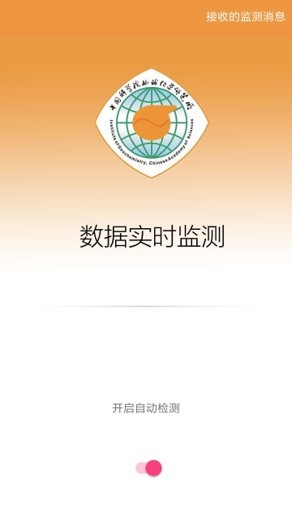 接收的监测消息
中国科学院地球化学研究所
Institute of Geochemistry, Chinese Academy of Sciences
数据实时监测
开启自动检测